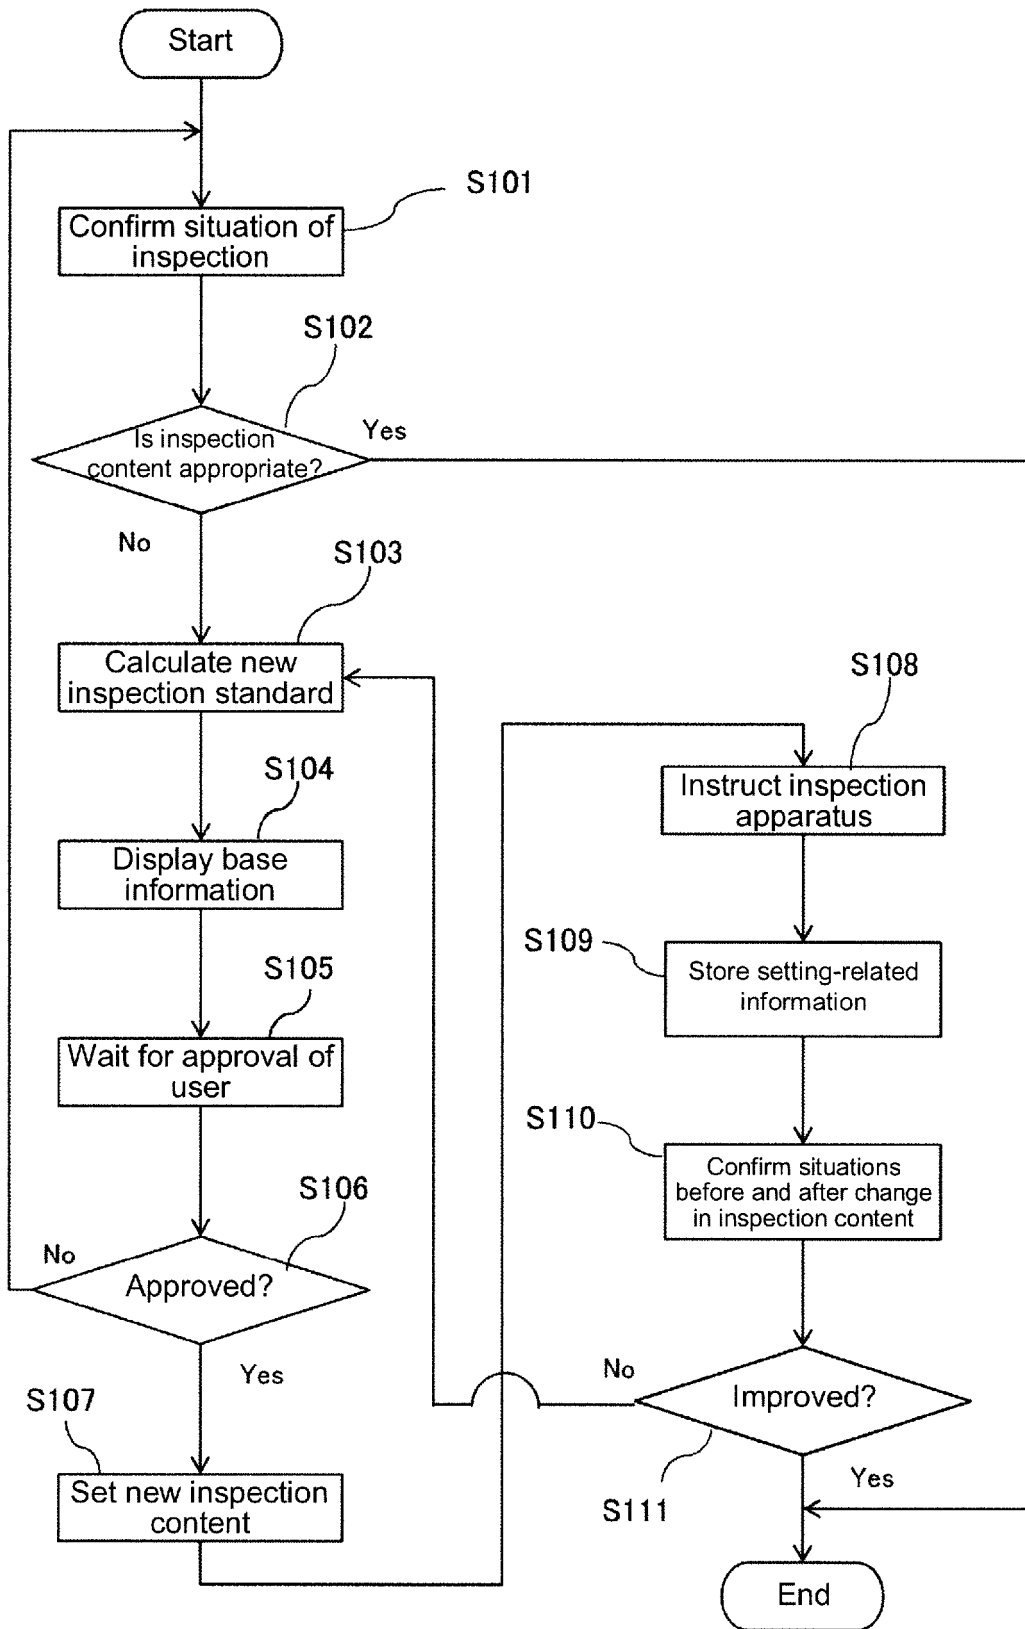 Start
S101
Confirm situation of
inspection
S102
Is inspection
content appropriate?
Yes
No
S103
Calculate new
inspection standard
S104
Display base
information
S105
Wait for approval of
user
S106
No
Approved?
Yes
S107
Set new inspection
content
S108
Instruct inspection
apparatus
S109
Store setting-related
information
S110
Confirm situations
before and after change
in inspection content
No
Improved?
S111
Yes
End